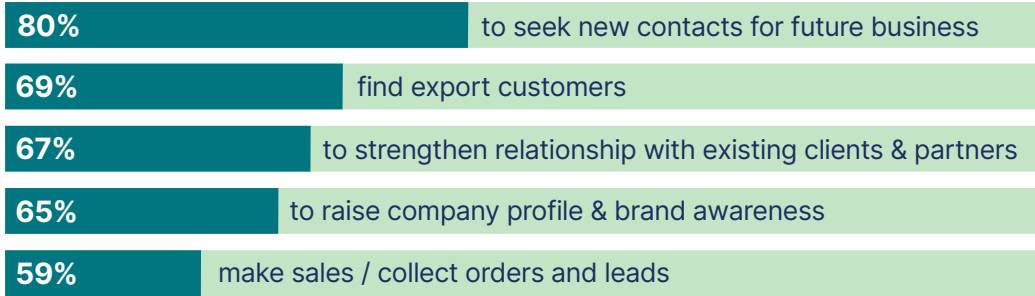 80% to seek new contacts for future business
69% find export customers
67% to strengthen relationship with existing clients & partners
65% to raise company profile & brand awareness
59% make sales / collect orders and leads